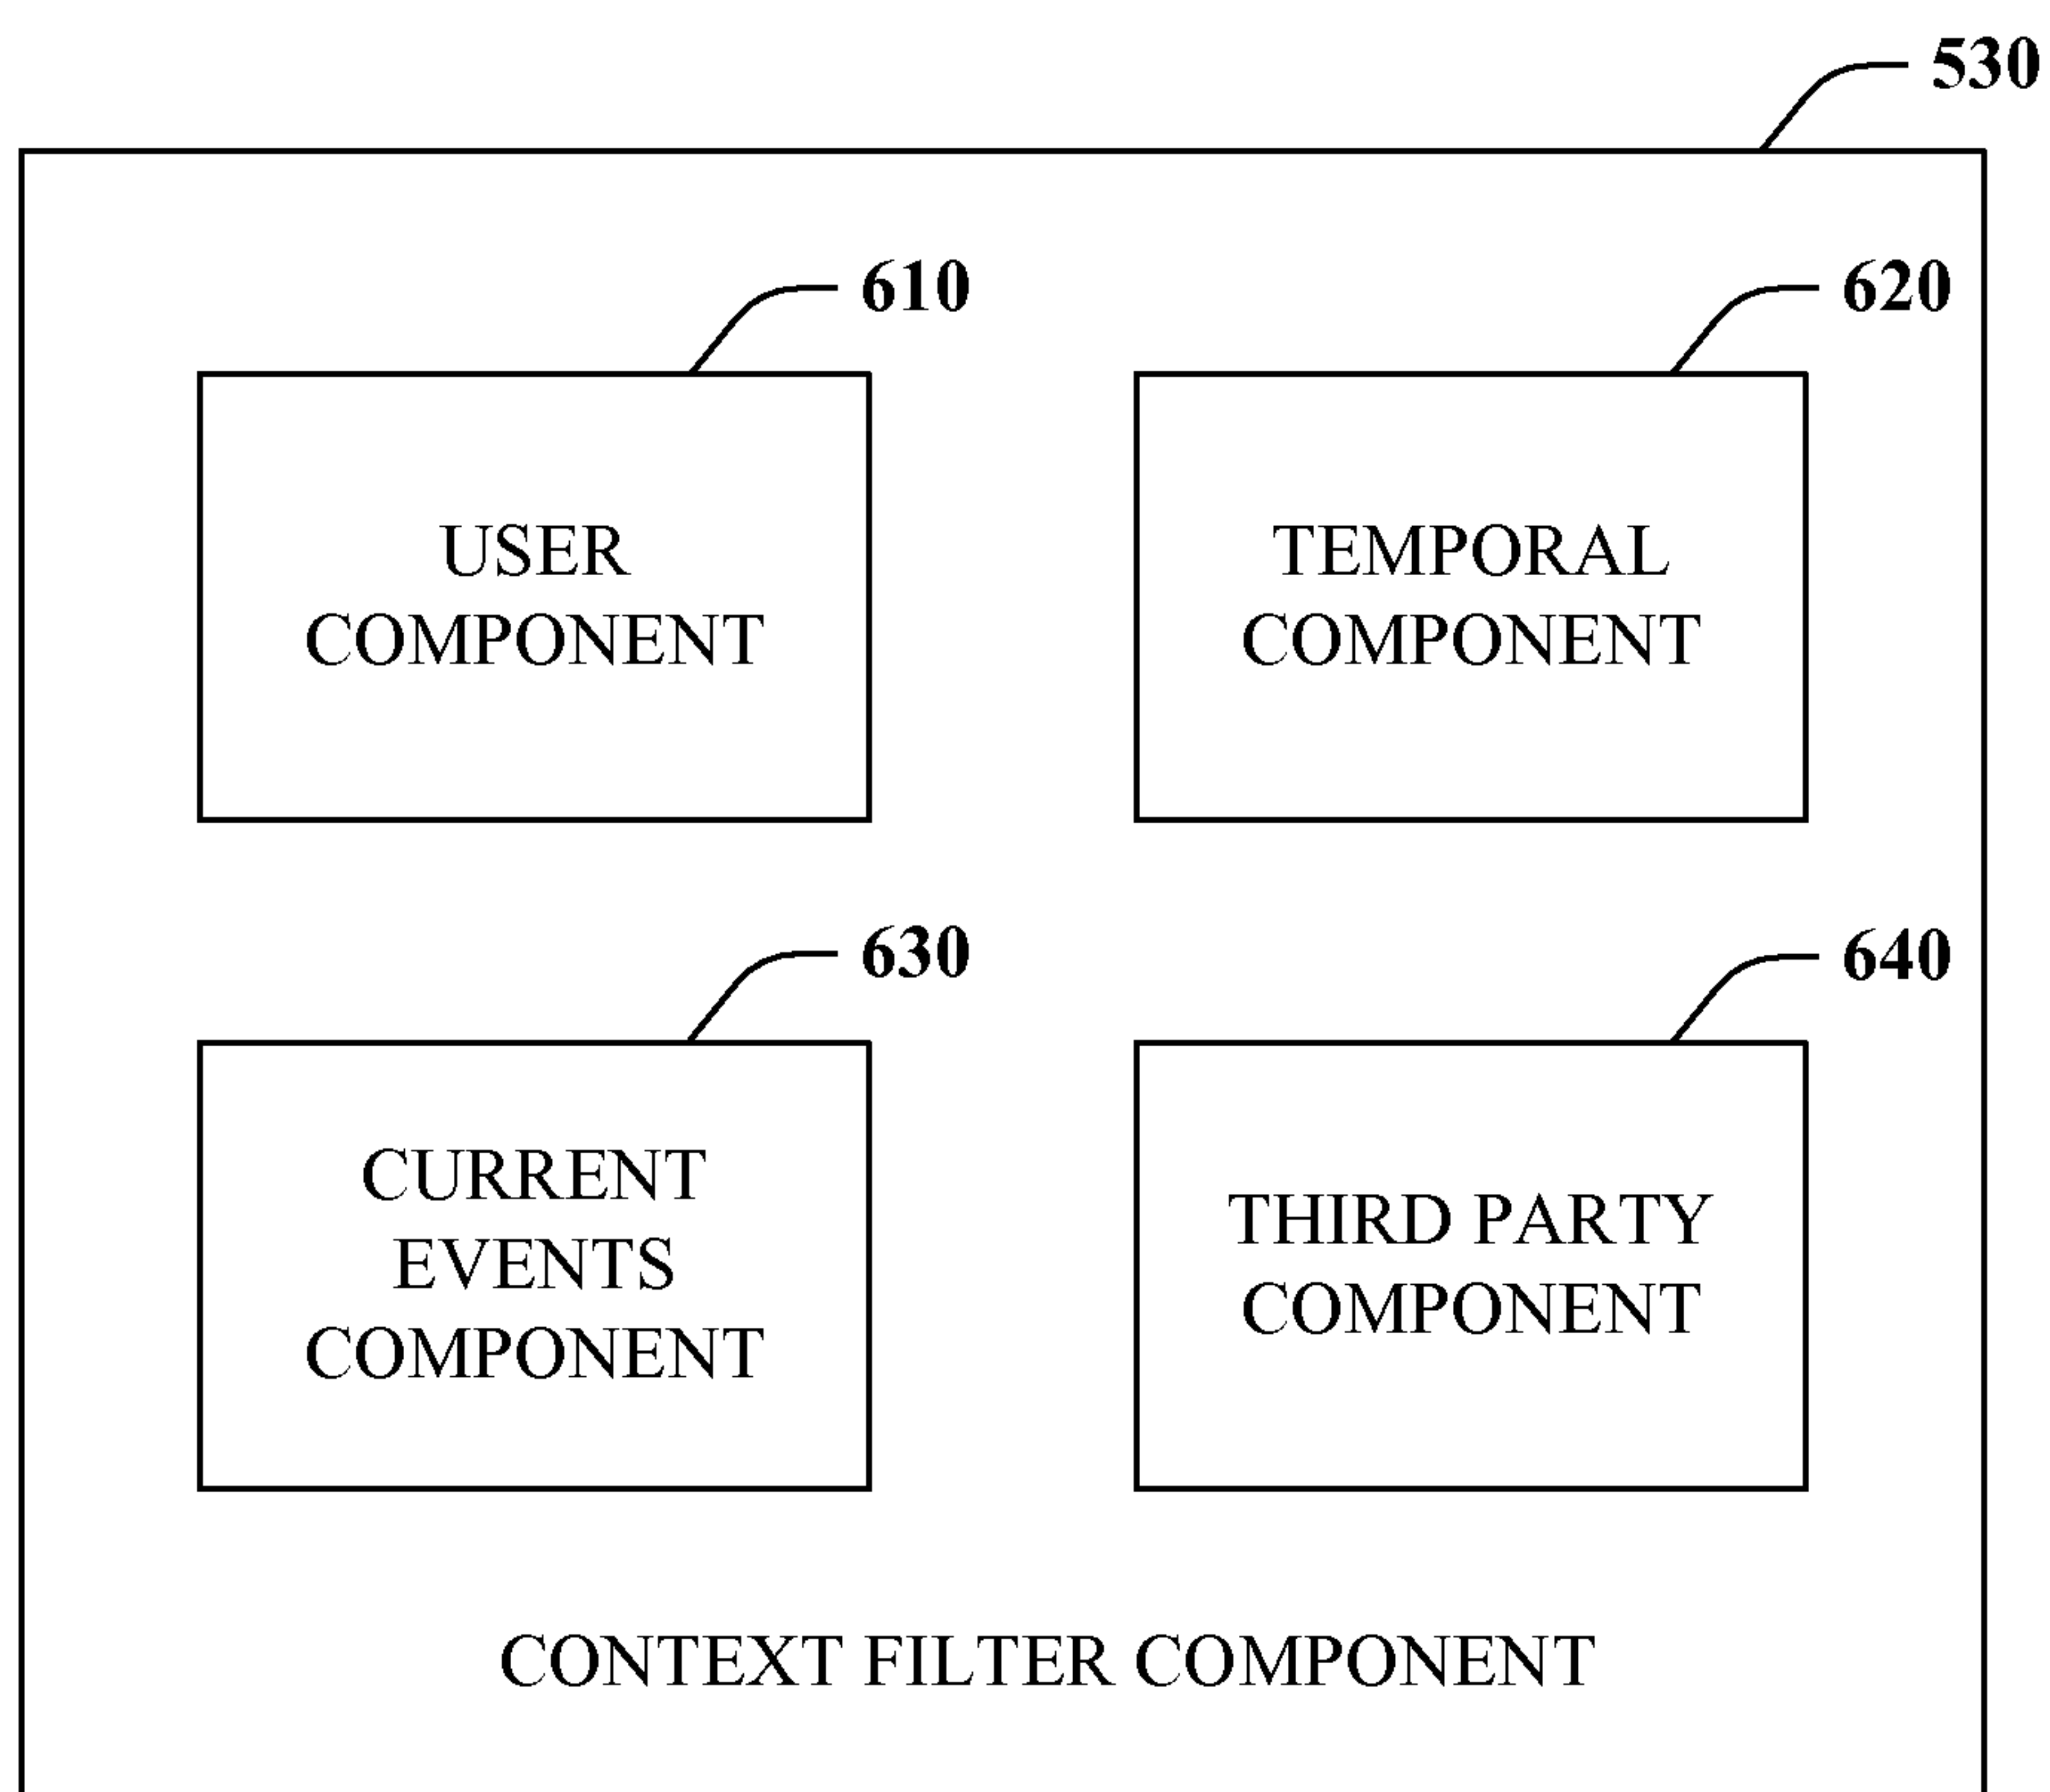 530
610
620
USER
COMPONENT
TEMPORAL
COMPONENT
630
640
CURRENT
EVENTS
COMPONENT
THIRD PARTY
COMPONENT
CONTEXT FILTER COMPONENT